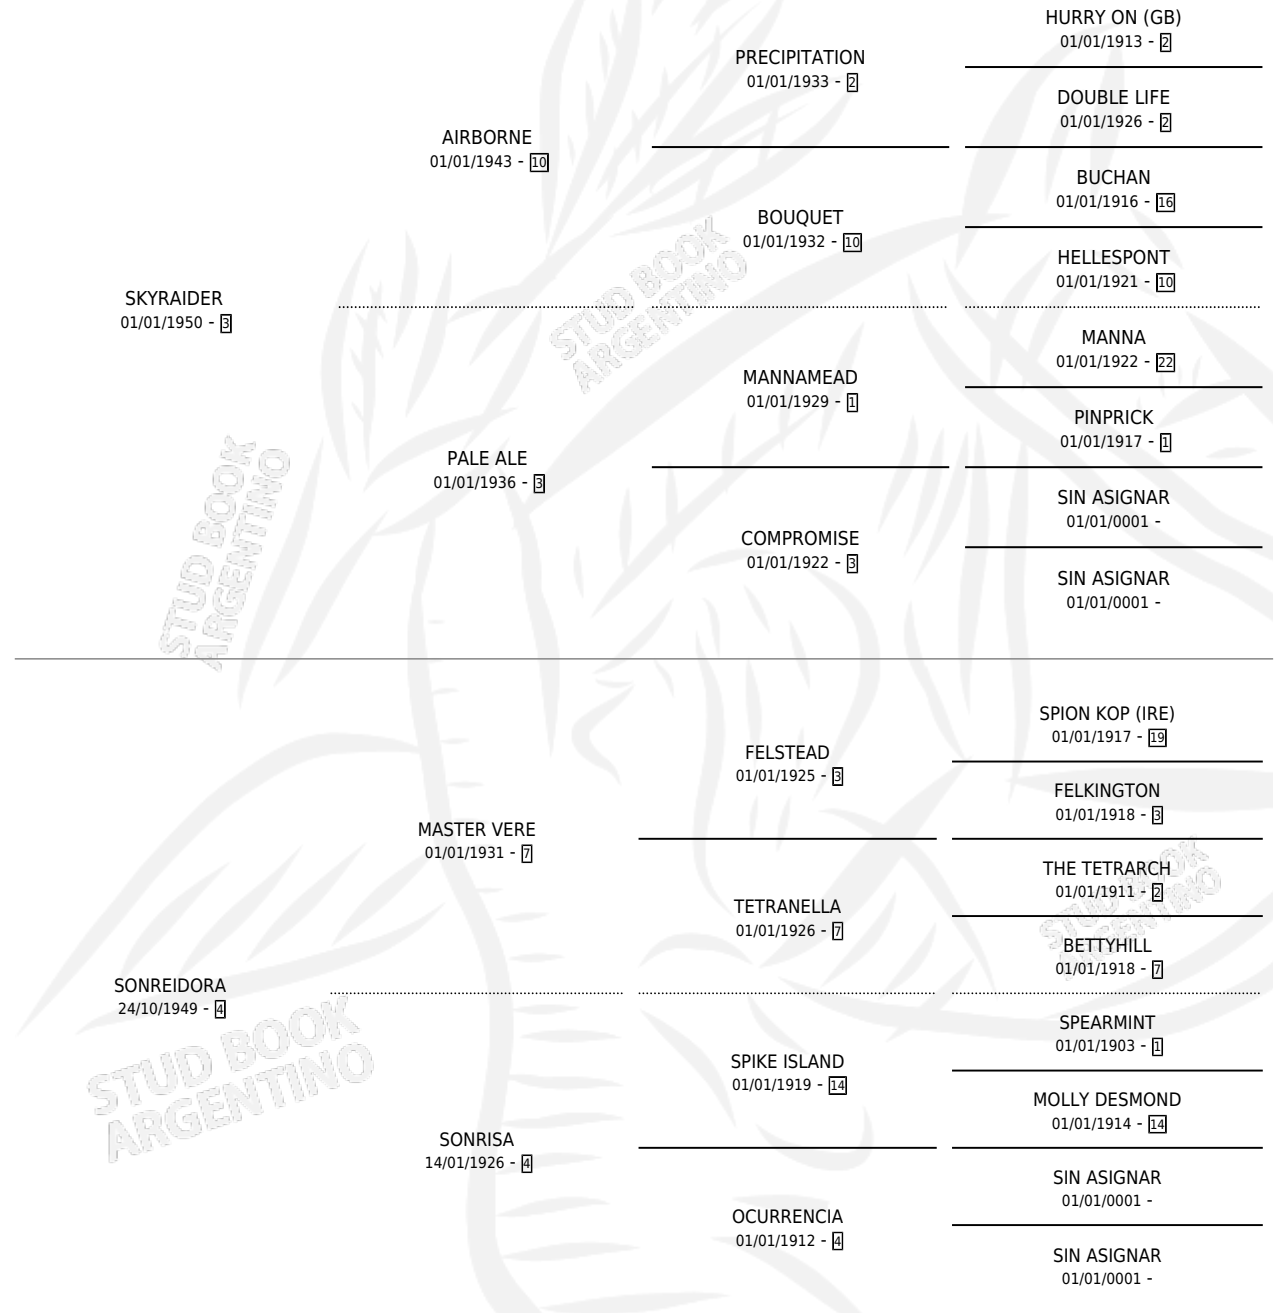 HURRY ON (GB)
01/01/1913 - 2
PRECIPITATION
01/01/1933 - 2
DOUBLE LIFE
01/01/1926 - 2
AIRBORNE
01/01/1943 - 10
BUCHAN
01/01/1916 - 16
BOUQUET
01/01/1932 - 10
HELLESPONT
01/01/1921 - 10
SKYRAIDER
01/01/1950 - 3
MANNA
01/01/1922 - 22
MANNAMEAD
01/01/1929 - 1
PINPRICK
01/01/1917 - 1
PALE ALE
01/01/1936 - 3
SIN ASIGNAR
01/01/0001 -
COMPROMISE
01/01/1922 - 3
SIN ASIGNAR
01/01/0001 -
SPION KOP (IRE)
01/01/1917 - 19
FELSTEAD
01/01/1925 - 3
FELKINGTON
01/01/1918 - 3
MASTER VERE
01/01/1931 - 7
THE TETRARCH
01/01/1911 - 2
TETRANELLA
01/01/1926 - 7
BETTYHILL
01/01/1918 - 7
SONREIDORA
24/10/1949 - 4
SPEARMINT
01/01/1903 - 1
SPIKE ISLAND
01/01/1919 - 14
MOLLY DESMOND
01/01/1914 - 14
SONRISA
14/01/1926 - 4
SIN ASIGNAR
01/01/0001 -
OCURRENCIA
01/01/1912 - 4
SIN ASIGNAR
01/01/0001 -
STUD BOOK
ARGENTINO
STUD BOOK
ARGENTINO
STUD BOOK
ARGENTINO
STUD BOOK
ARGENTINO